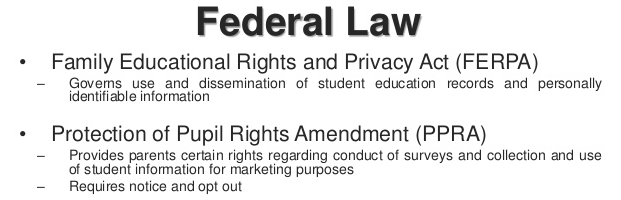 Federal Law
• Family Educational Rights and Privacy Act (FERPA)
– Governs use and dissemination of student education records and personally
identifiable information
• Protection of Pupil Rights Amendment (PPRA)
– Provides parents certain rights regarding conduct of surveys and collection and use
of student information for marketing purposes
– Requires notice and opt out